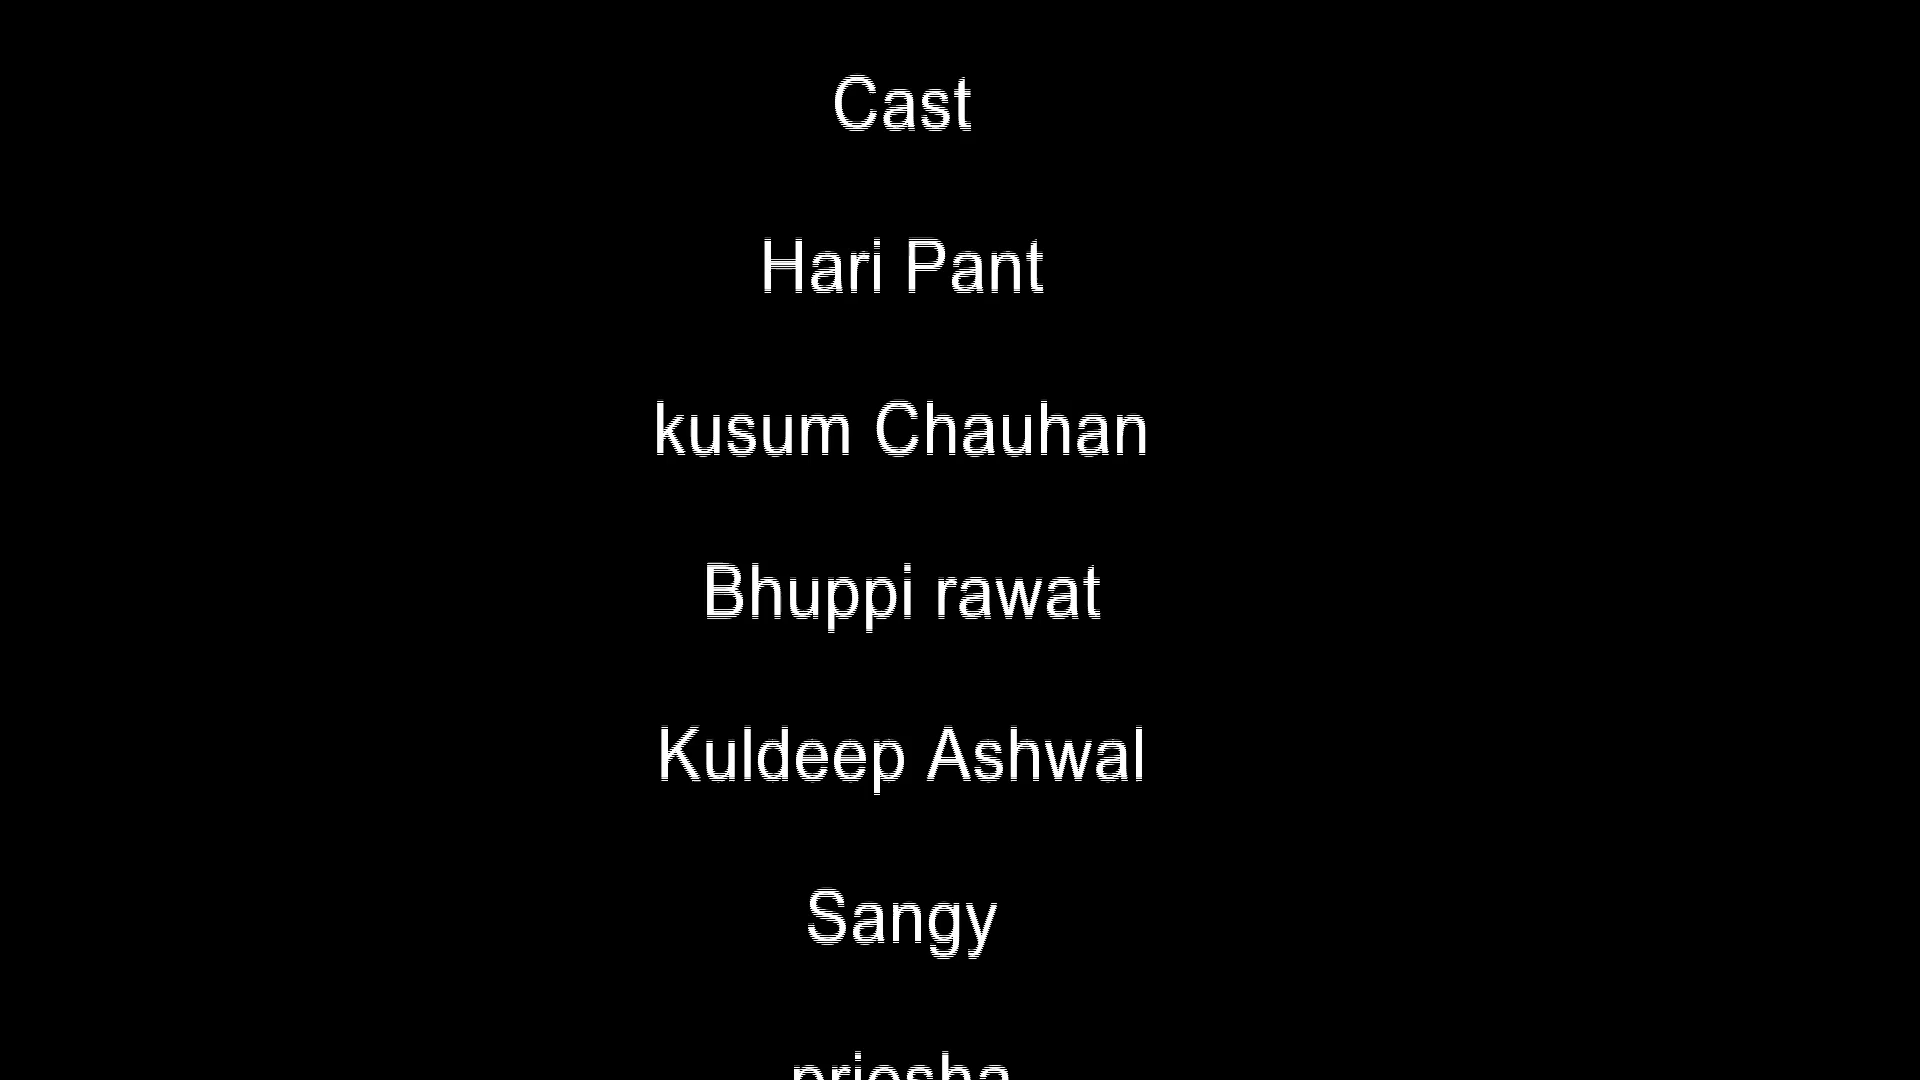 Cast
Hari Pant
kusum Chauhan
Bhuppi rawat
Kuldeep Ashwal
Sangy